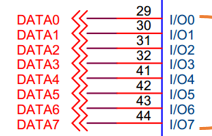 DATA0 29 I/O0
DATA1 30 I/O1
DATA2 31 I/O2
DATA3 32 I/O3
DATA4 41 I/O4
DATA5 42 I/O5
DATA6 43 I/O6
DATA7 44 I/O7